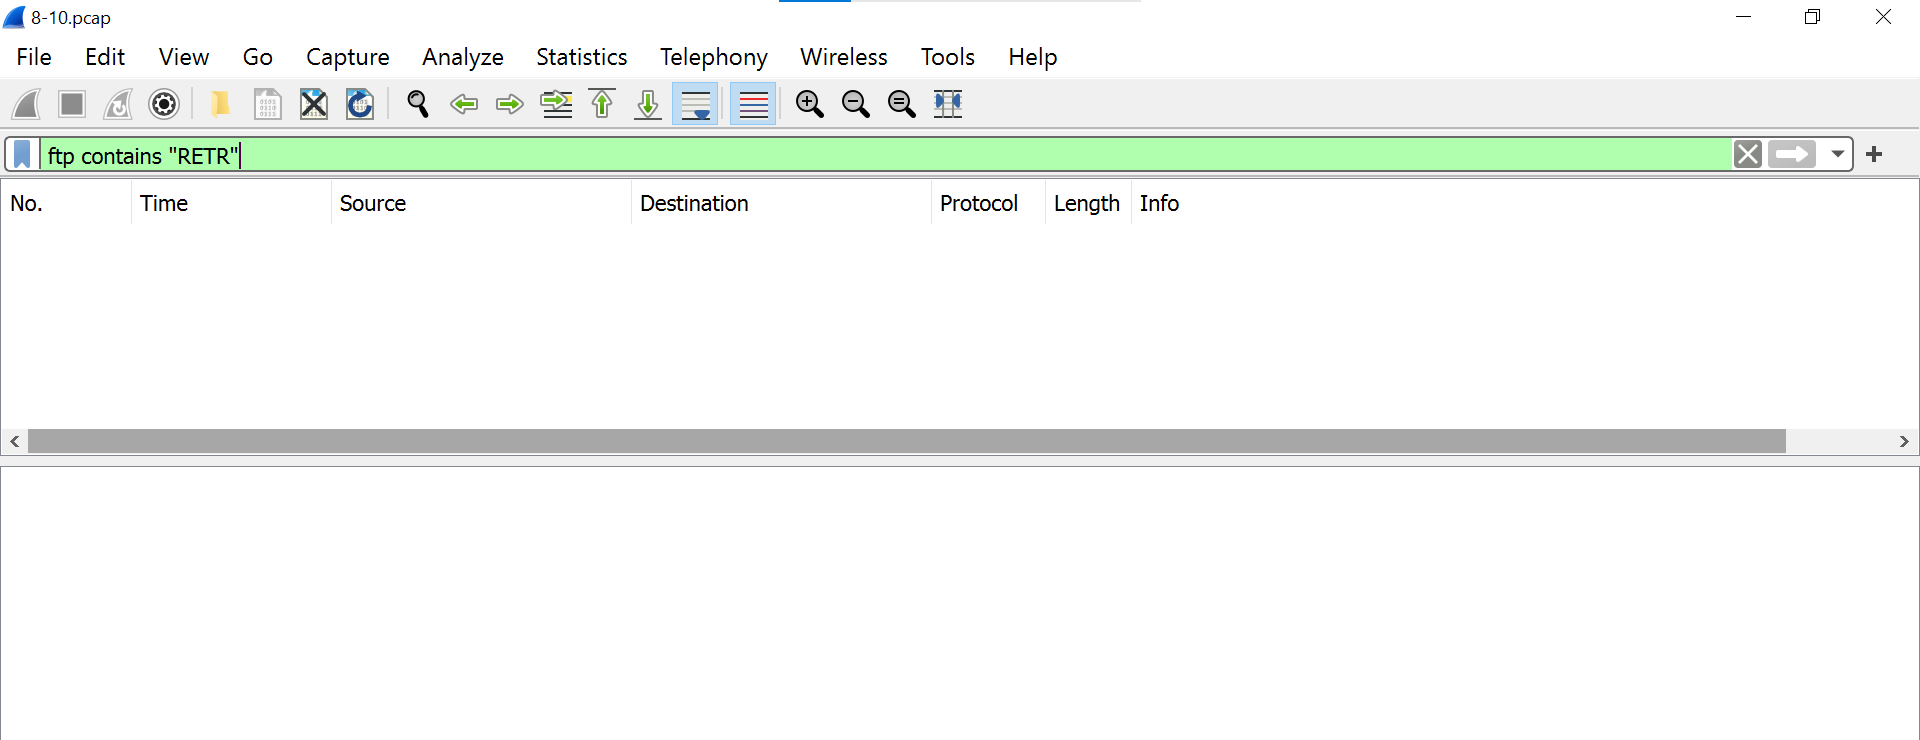 8-10.pcap
File Edit View Go Capture Analyze Statistics Telephony Wireless Tools Help
ftp contains "RETR"
No. Time Source Destination Protocol Length Info